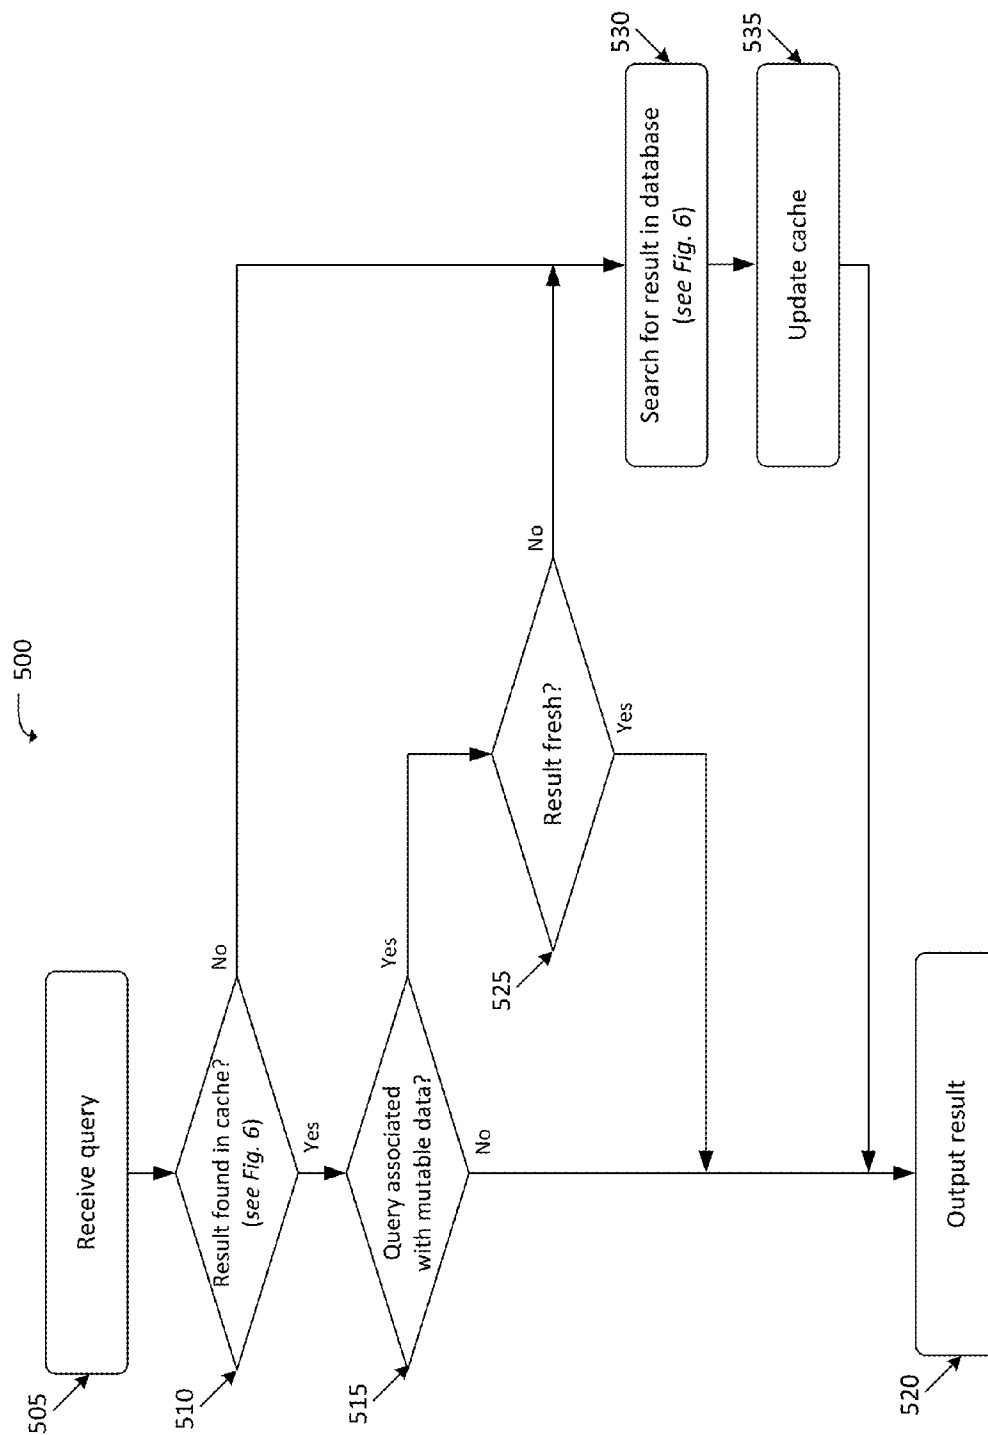 500
505
Receive query
510
Result found in cache?
(see Fig. 6)
No
Yes
515
Query associated
with mutable data?
Yes
No
525
Result fresh?
No
Yes
530
Search for result in database
(see Fig. 6)
535
Update cache
520
Output result